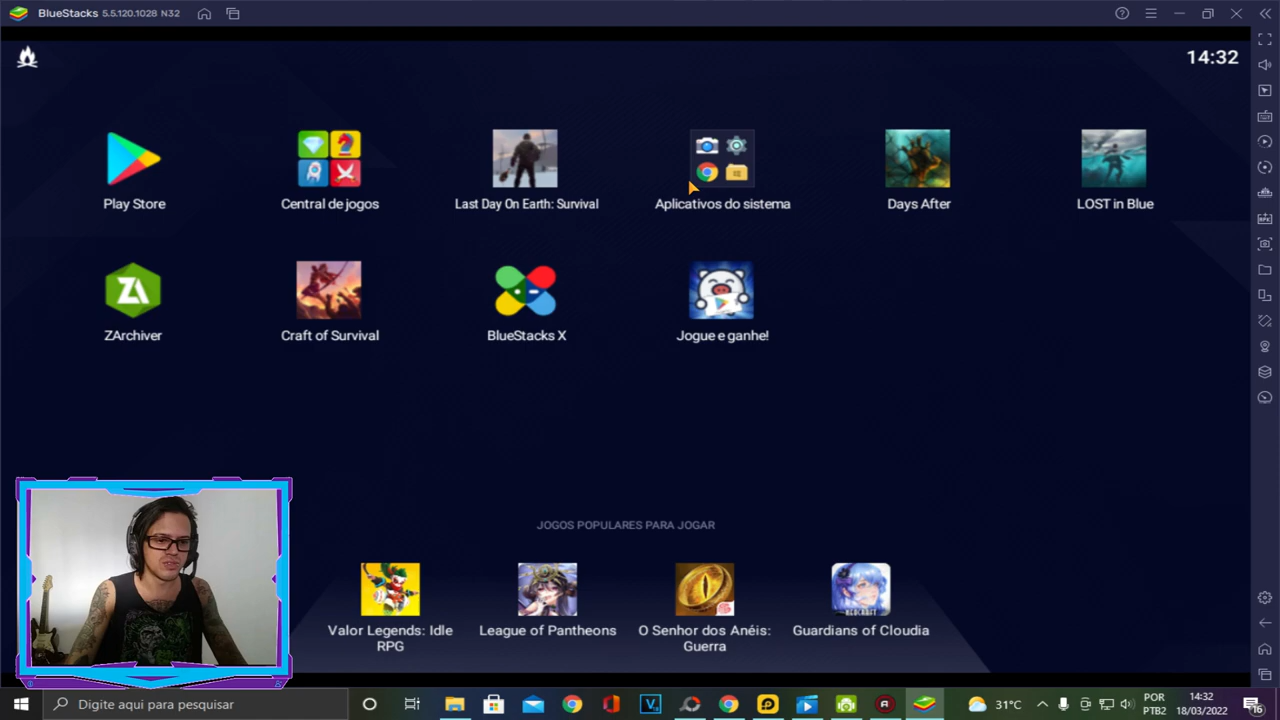 BlueStacks 5.5.120.1028 N32
14:32
Play Store
Central de jogos
Last Day On Earth: Survival
Aplicativos do sistema
Days After
LOST in Blue
ZA
ZArchiver
Craft of Survival
BlueStacks X
Jogue e ganhe!
JOGOS POPULARES PARA JOGAR
Valor Legends: Idle
RPG
League of Pantheons
O Senhor dos Anéis:
Guerra
Guardians of Cloudia
Digite aqui para pesquisar
31°C
POR
PTB2
14:32
18/03/2022
16